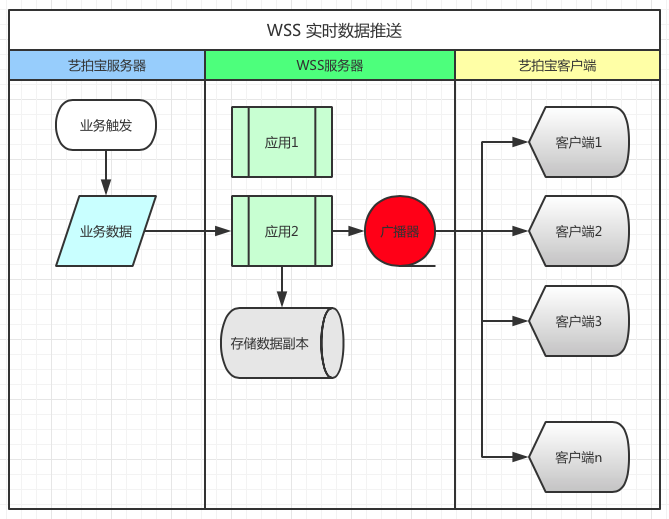 WSS 实时数据推送
艺拍宝服务器
WSS服务器
艺拍宝客户端
业务触发
应用1
客户端1
业务数据
应用2
广播器
客户端2
存储数据副本
客户端3
客户端n